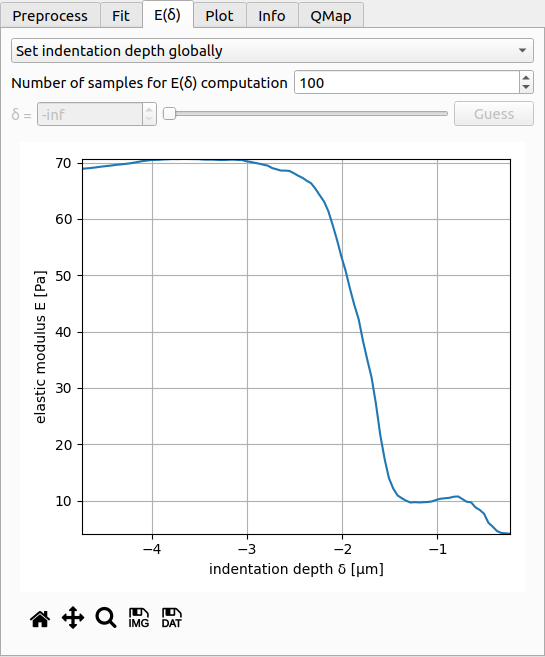 Preprocess Fit E(δ) Plot Info QMap
Set indentation depth globally
Number of samples for E(δ) computation 100
δ = -inf Guess
70
60
50
40
30
20
10
elastic modulus E [Pa]
−4 −3 −2 −1
indentation depth δ [µm]
IMG DAT